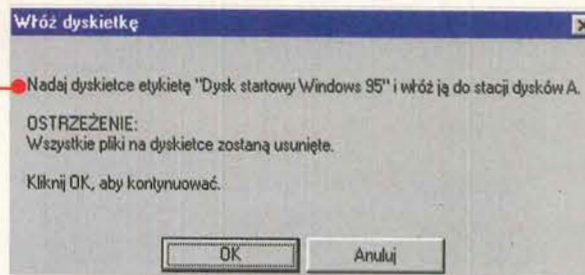 Włóż dyskietkę
Nadaj dyskietce etykietę "Dysk startowy Windows 95" i włóż ją do stacji dysków A.
OSTRZEŻENIE:
Wszystkie pliki na dyskietce zostaną usunięte.
Kliknij OK, aby kontynuować.
OK
Anuluj